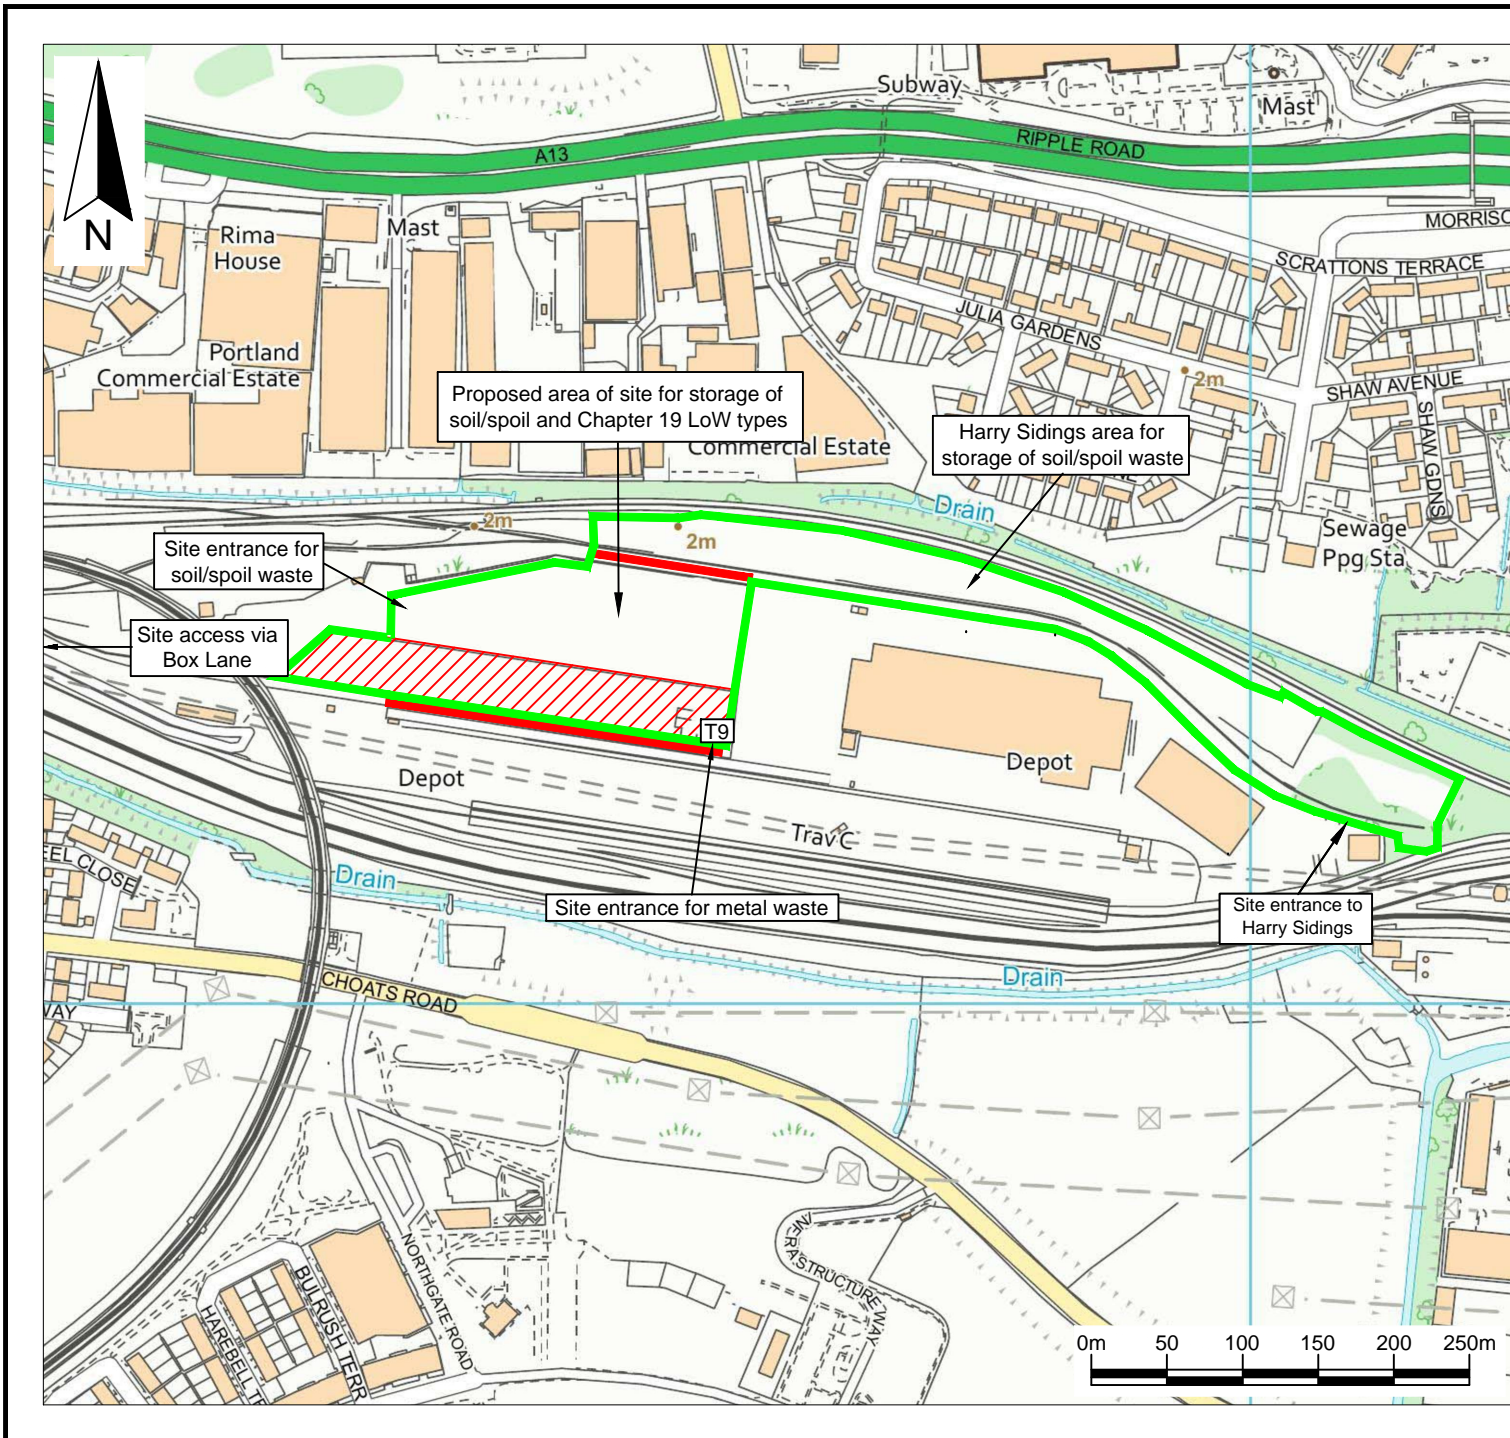 N
Subway
Mast
A13
RIPPLE ROAD
Rima
House
Mast
MORRISO
SCRATTONS TERRACE
JULIA GARDENS
Portland
Commercial Estate
2m
SHAW AVENUE
SHAW GDNS
Proposed area of site for storage of
soil/spoil and Chapter 19 LoW types
Commercial Estate
Harry Sidings area for
storage of soil/spoil waste
Drain
2m
2m
Sewage
Ppg Sta
Site entrance for
soil/spoil waste
Site access via
Box Lane
T9
Depot
Depot
Trav C
EEL CLOSE
Drain
Site entrance for metal waste
Site entrance to
Harry Sidings
Drain
CHOATS ROAD
WAY
NORTHGATE ROAD
INFRASTRUCTURE WAY
BULRUSH TERR
HAREBELL TE
0m 50 100 150 200 250m